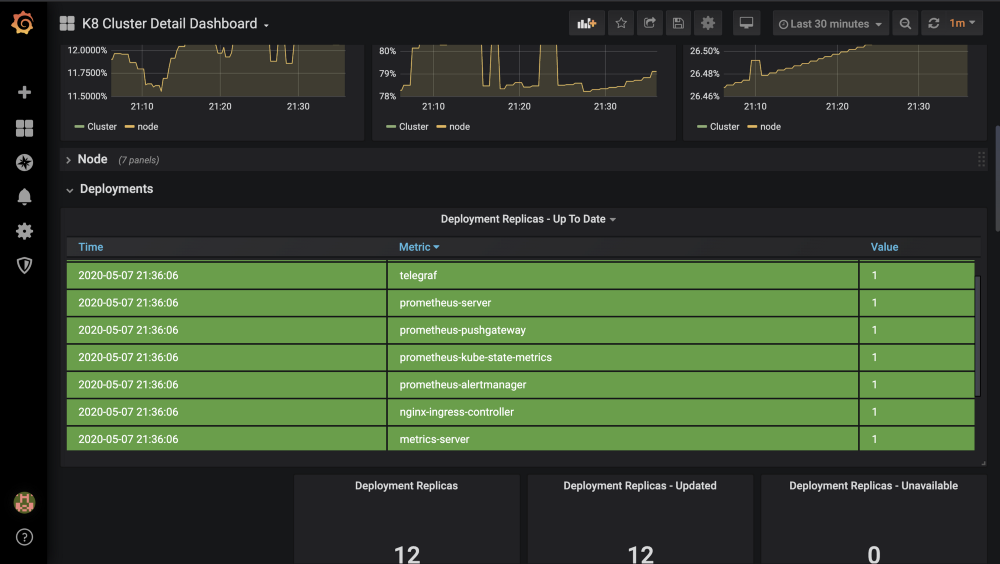 K8 Cluster Detail Dashboard
Last 30 minutes
1m
12.0000%
11.7500%
11.5000%
21:10 21:20 21:30
Cluster node
80%
79%
78%
21:10 21:20 21:30
Cluster node
26.50%
26.48%
26.46%
21:10 21:20 21:30
Cluster node
Node (7 panels)
Deployments
Deployment Replicas - Up To Date
Time Metric Value
2020-05-07 21:36:06 telegraf 1
2020-05-07 21:36:06 prometheus-server 1
2020-05-07 21:36:06 prometheus-pushgateway 1
2020-05-07 21:36:06 prometheus-kube-state-metrics 1
2020-05-07 21:36:06 prometheus-alertmanager 1
2020-05-07 21:36:06 nginx-ingress-controller 1
2020-05-07 21:36:06 metrics-server 1
Deployment Replicas
12
Deployment Replicas - Updated
12
Deployment Replicas - Unavailable
0